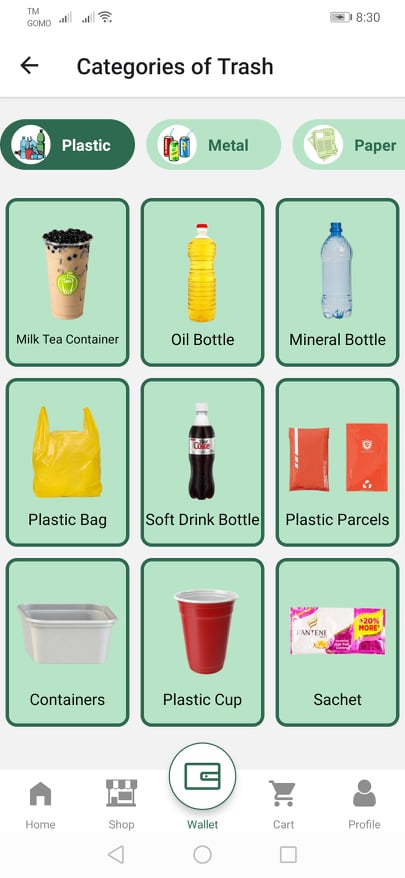 TM
GOMO
8:30
Categories of Trash
Plastic
Metal
Paper
Milk Tea Container
Oil Bottle
Mineral Bottle
Plastic Bag
Coke
Soft Drink Bottle
Plastic Parcels
PANTENE
+20%
MORE
Containers
Plastic Cup
Sachet
Home
Shop
Wallet
Cart
Profile